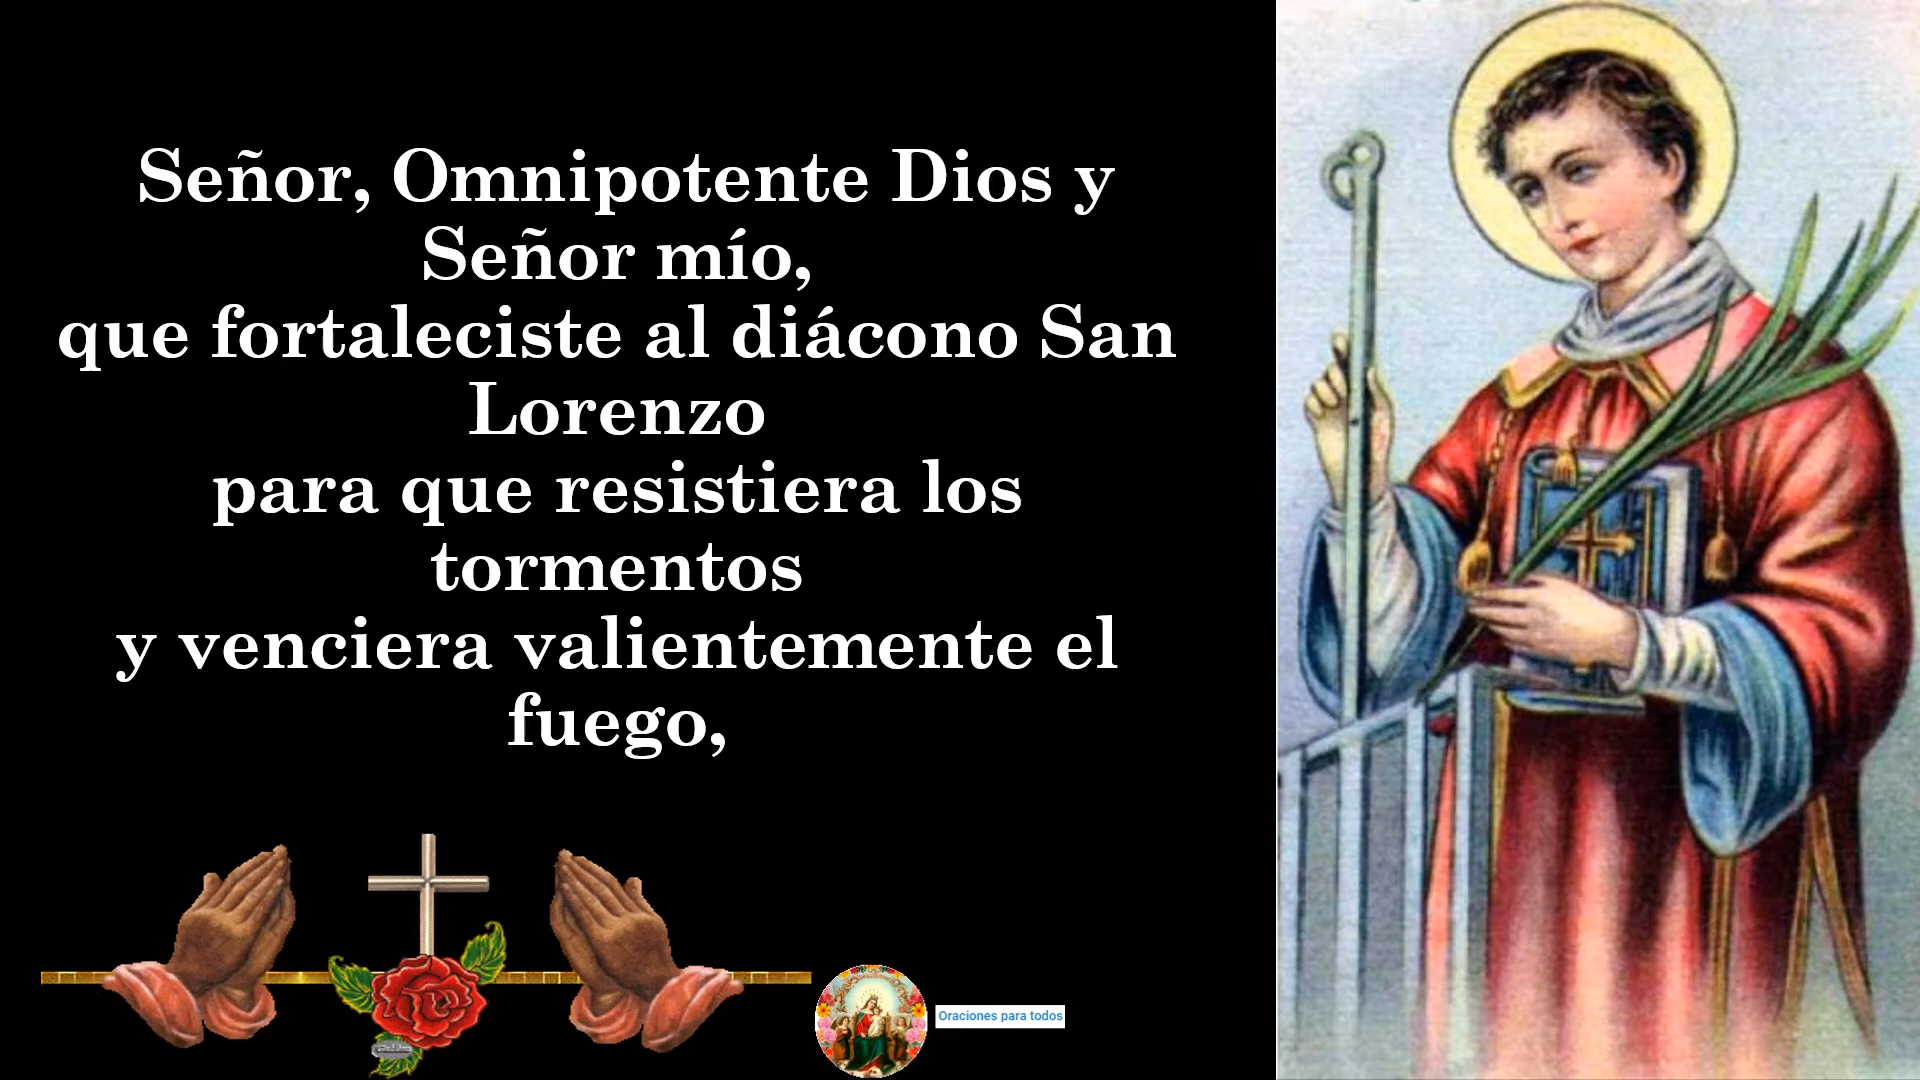 Señor, Omnipotente Dios y
Señor mío,
que fortaleciste al diácono San
Lorenzo
para que resistiera los
tormentos
y venciera valientemente el
fuego,
Oraciones para todos